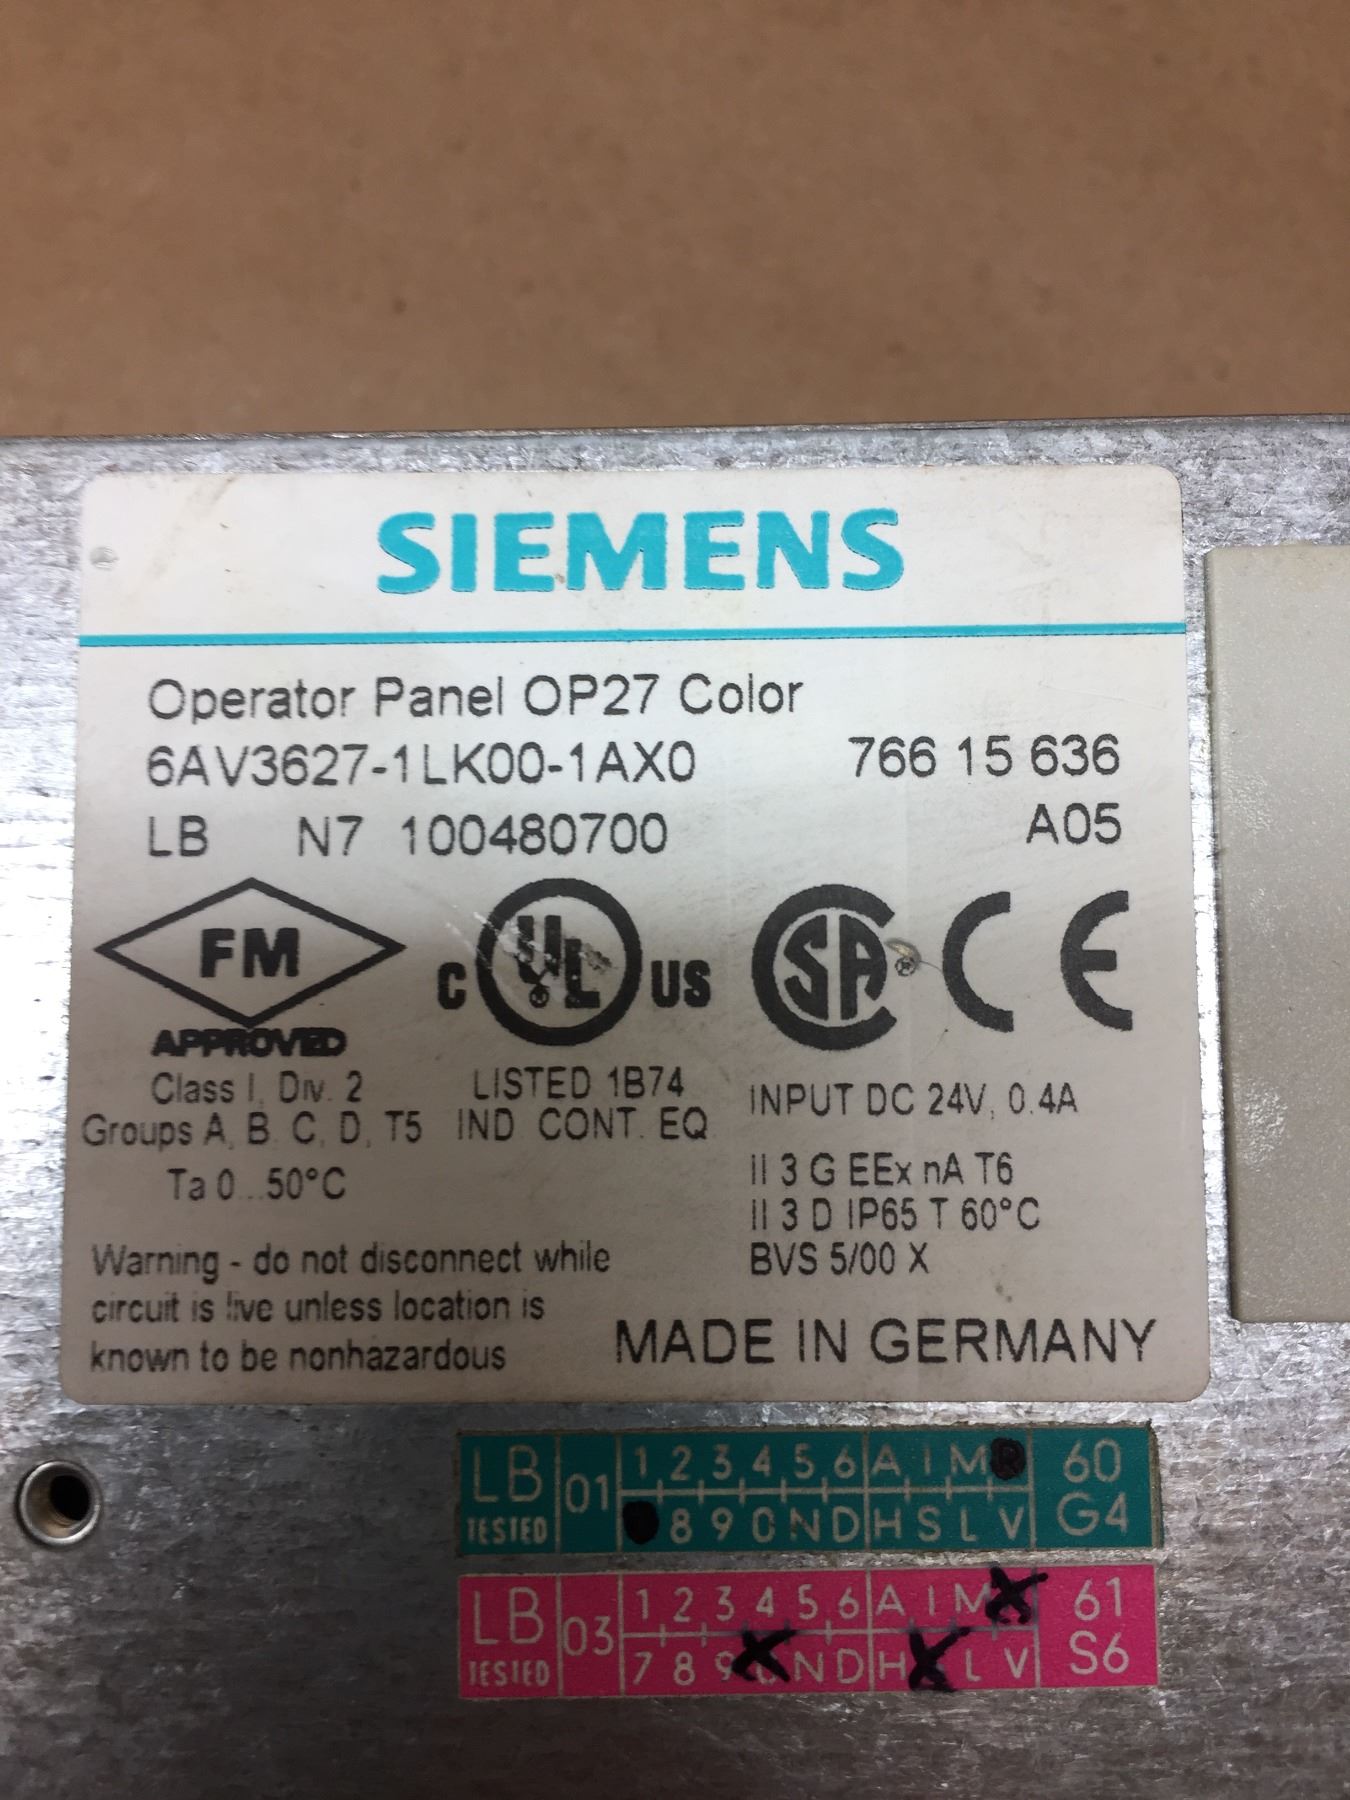 SIEMENS
Operator Panel OP27 Color
6AV3627-1LK00-1AX0 766 15 636
LB N7 100480700 A05
FM
APPROVED
C UL US
SA
CE
Class I, Div. 2
Groups A, B, C, D, T5
Ta 0...50°C
LISTED 1B74
IND. CONT. EQ
INPUT DC 24V, 0.4A
II 3 G EEx nA T6
II 3 D IP65 T 60°C
BVS 5/00 X
Warning - do not disconnect while
circuit is live unless location is
known to be nonhazardous
MADE IN GERMANY
LB TESTED 01
1 2 3 4 5 6 A I M R 60
8 9 0 N D H S L V G4
LB TESTED 03
1 2 3 4 5 6 A I M 61
7 8 9 N D H L V S6